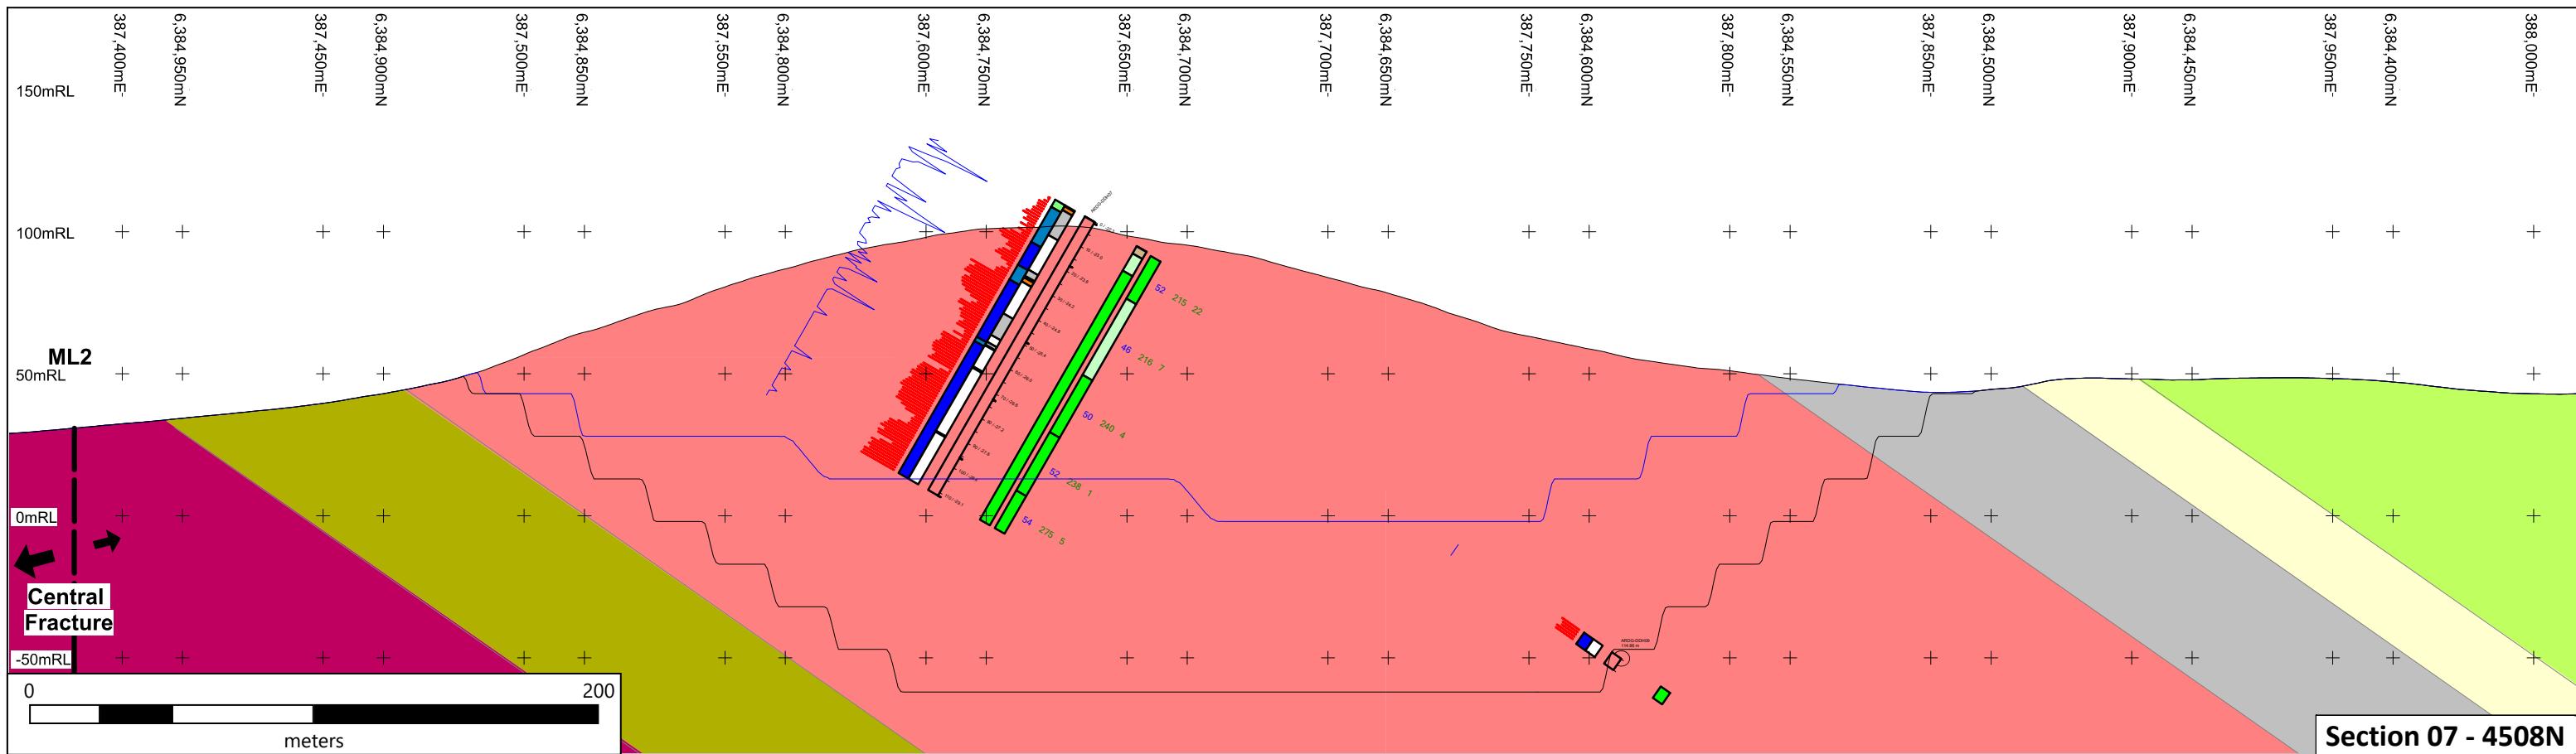 387,400mE-
6,384,950mN
387,450mE-
6,384,900mN
387,500mE-
6,384,850mN
387,550mE-
6,384,800mN
387,600mE-
6,384,750mN
387,650mE-
6,384,700mN
387,700mE-
6,384,650mN
387,750mE-
6,384,600mN
387,800mE-
6,384,550mN
387,850mE-
6,384,500mN
387,900mE-
6,384,450mN
387,950mE-
6,384,400mN
388,000mE-
150mRL
100mRL
ML2
50mRL
0mRL
-50mRL
Central
Fracture
52 215 22
46 216 7
50 240 4
52 238 1
54 275 5
0 200
meters
Section 07 - 4508N